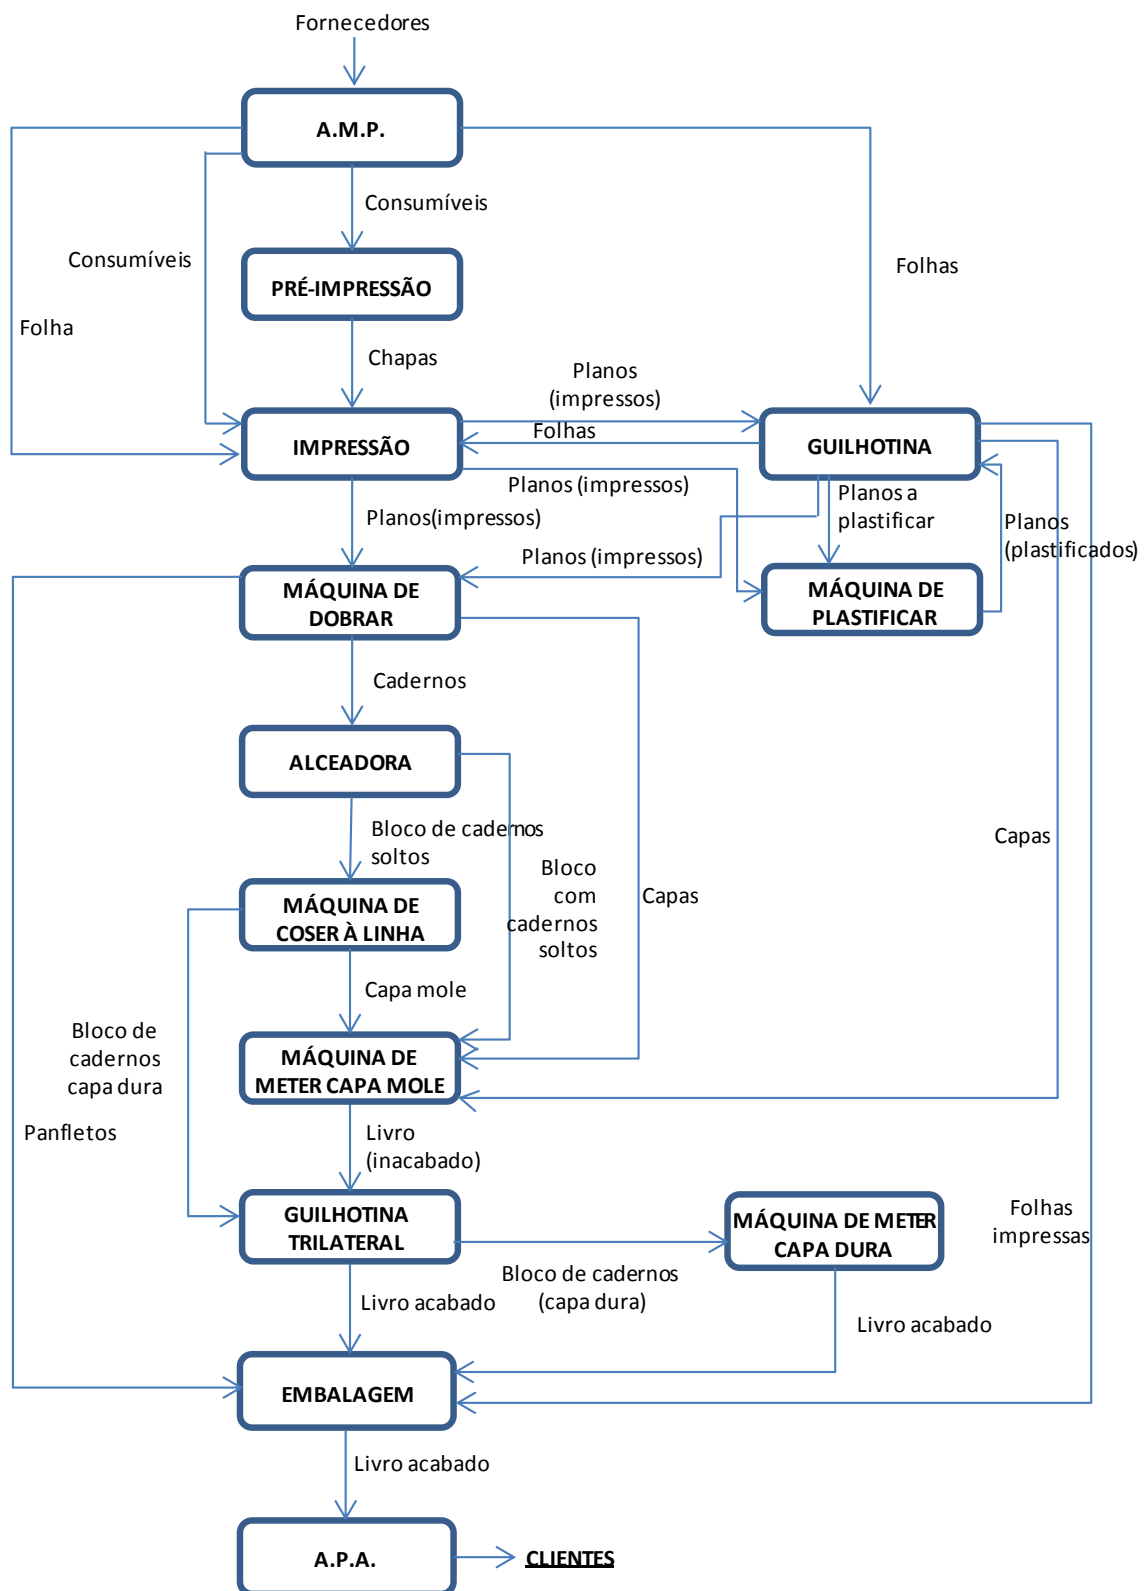 Fornecedores
A.M.P.
Consumíveis
Consumíveis
Folhas
PRÉ-IMPRESSÃO
Folha
Chapas
Planos
(impressos)
Folhas
IMPRESSÃO
GUILHOTINA
Planos (impressos)
Planos a
plastificar
Planos(impressos)
Planos
(plastificados)
Planos (impressos)
MÁQUINA DE
DOBRAR
MÁQUINA DE
PLASTIFICAR
Cadernos
ALCEADORA
Bloco de cadernos
soltos
Capas
Bloco
com
cadernos
soltos
Capas
MÁQUINA DE
COSER À LINHA
Capa mole
Bloco de
cadernos
capa dura
MÁQUINA DE
METER CAPA MOLE
Panfletos
Livro
(inacabado)
GUILHOTINA
TRILATERAL
MÁQUINA DE METER
CAPA DURA
Folhas
impressas
Bloco de cadernos
(capa dura)
Livro acabado
Livro acabado
EMBALAGEM
Livro acabado
A.P.A.
CLIENTES